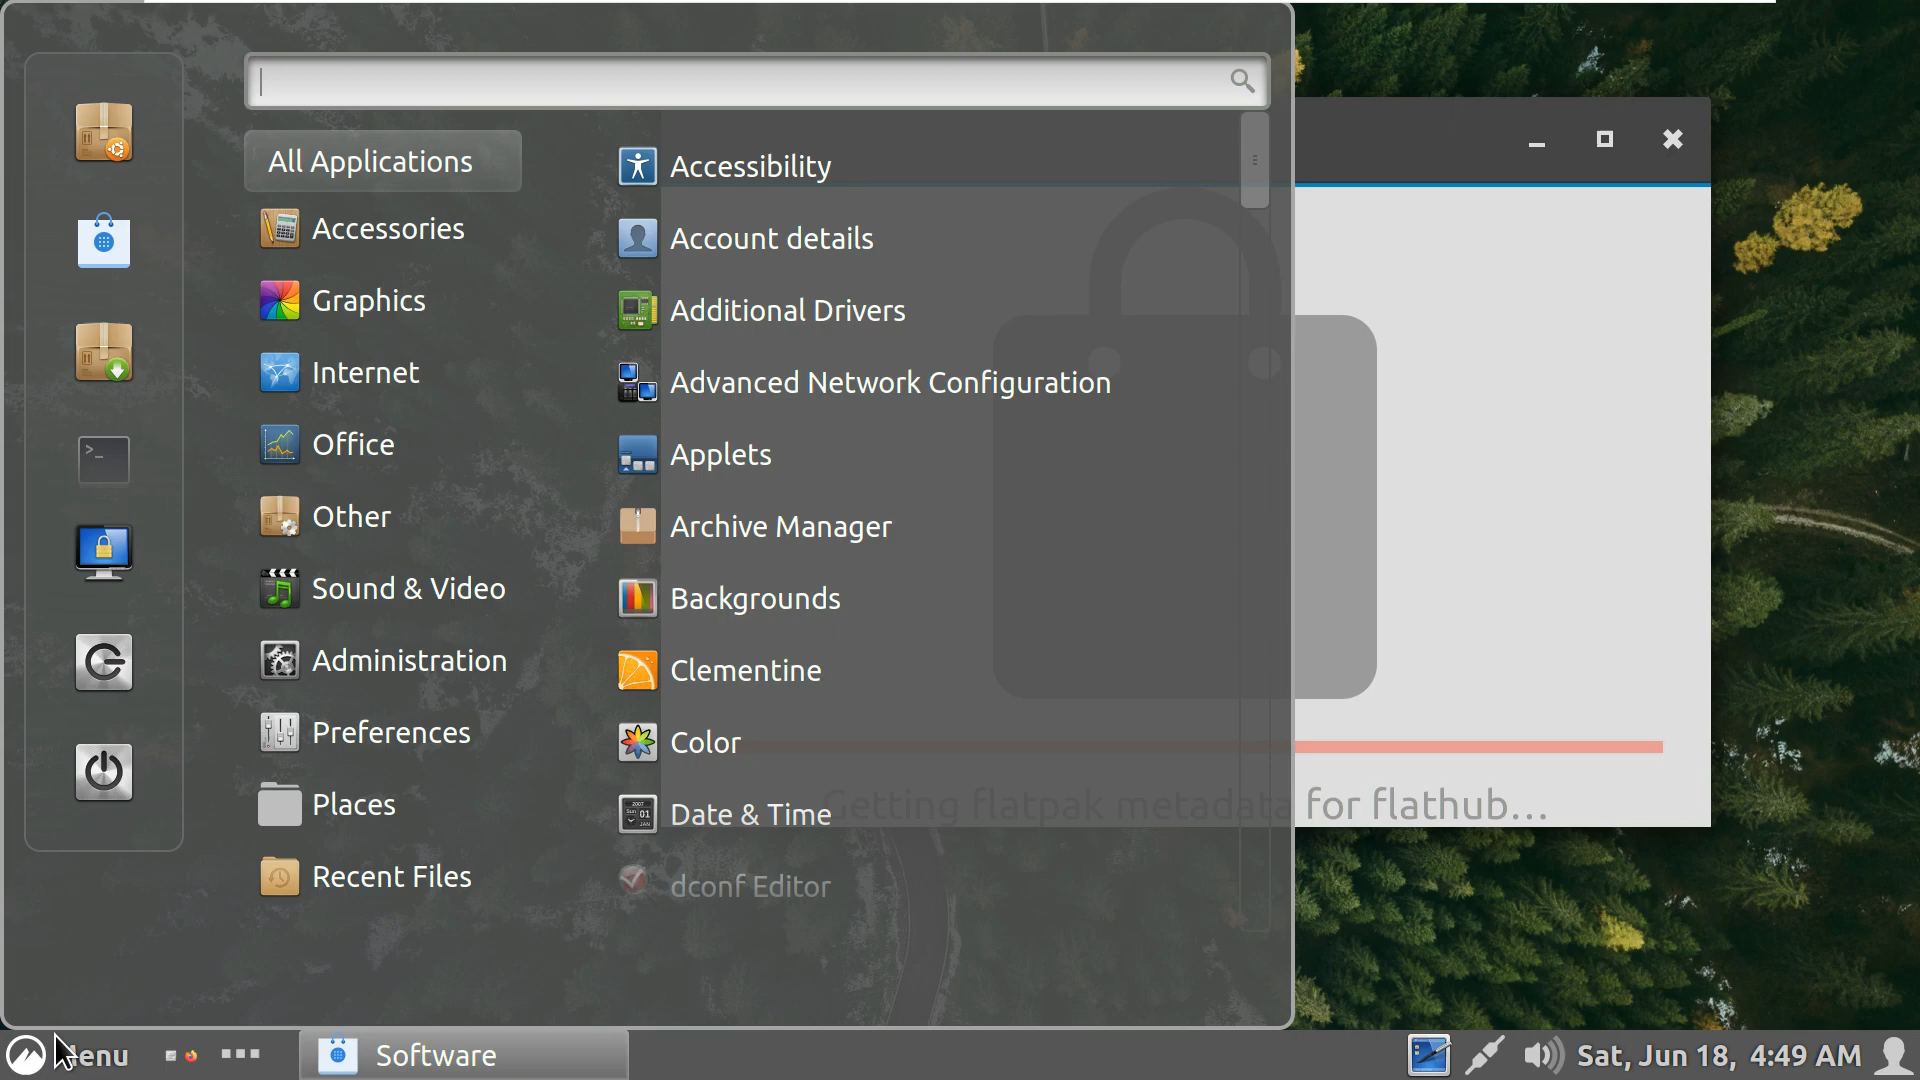 All Applications
Accessories
Graphics
Internet
Office
Other
Sound & Video
Administration
Preferences
Places
Recent Files
Accessibility
Account details
Additional Drivers
Advanced Network Configuration
Applets
Archive Manager
Backgrounds
Clementine
Color
Date & Time
dconf Editor
Getting flatpak metadata for flathub...
Menu
Software
Sat, Jun 18, 4:49 AM